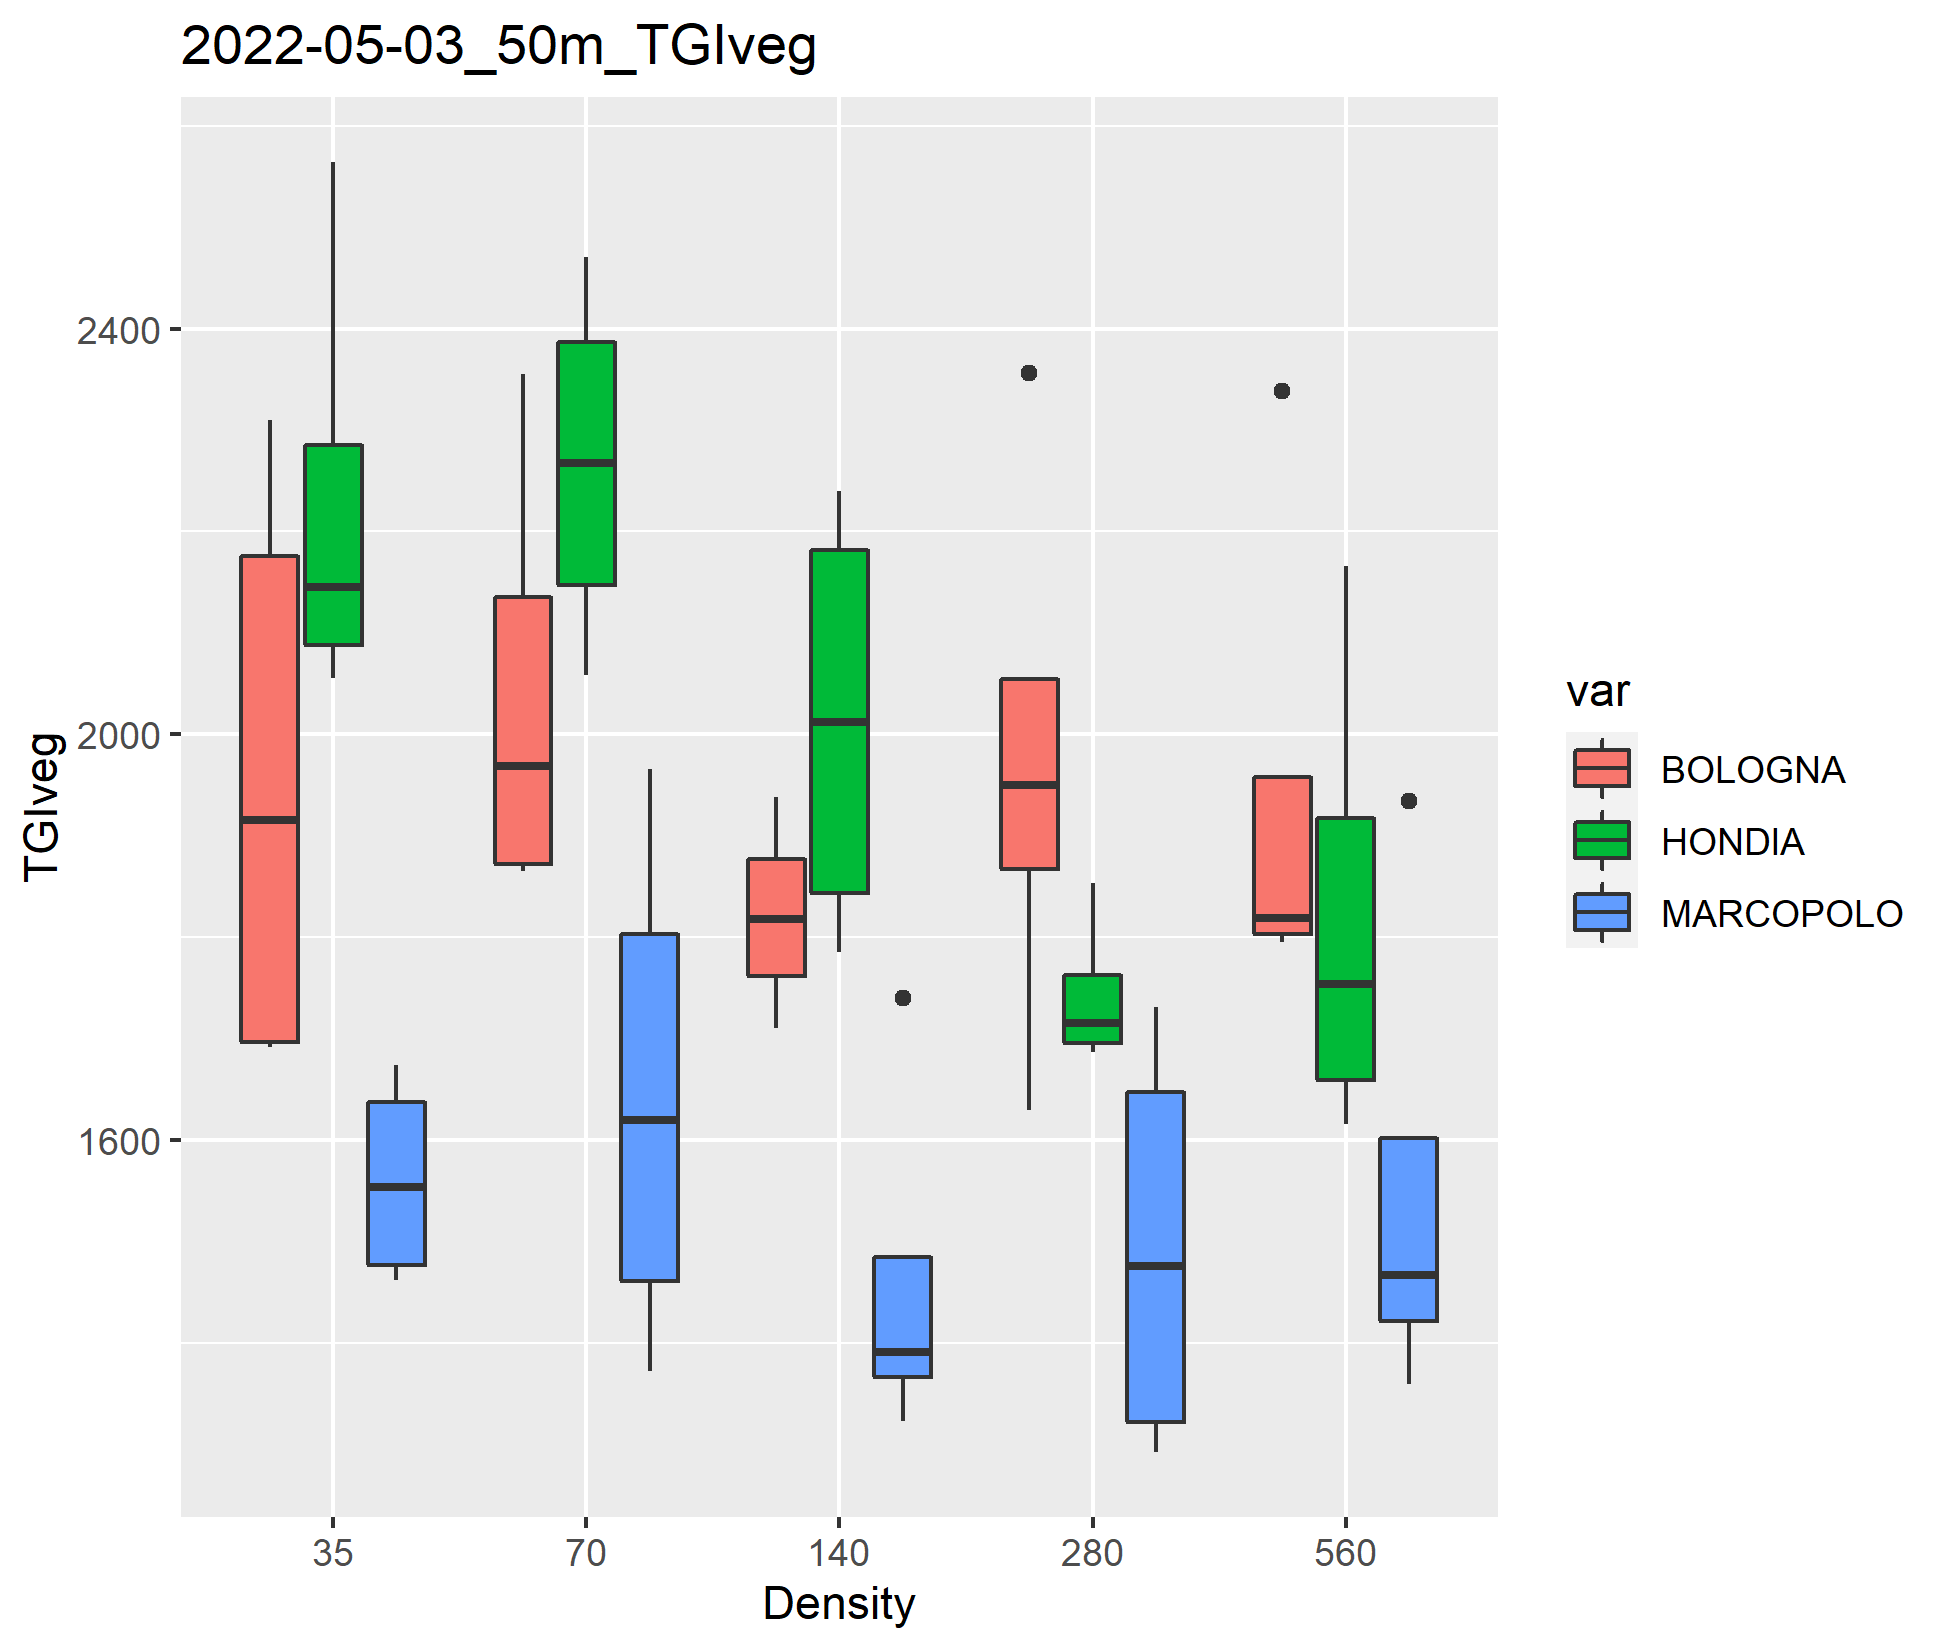 2022-05-03_50m_TGIveg
TGIveg
2400
2000
1600
35
70
140
280
560
Density
var
BOLOGNA
HONDIA
MARCOPOLO